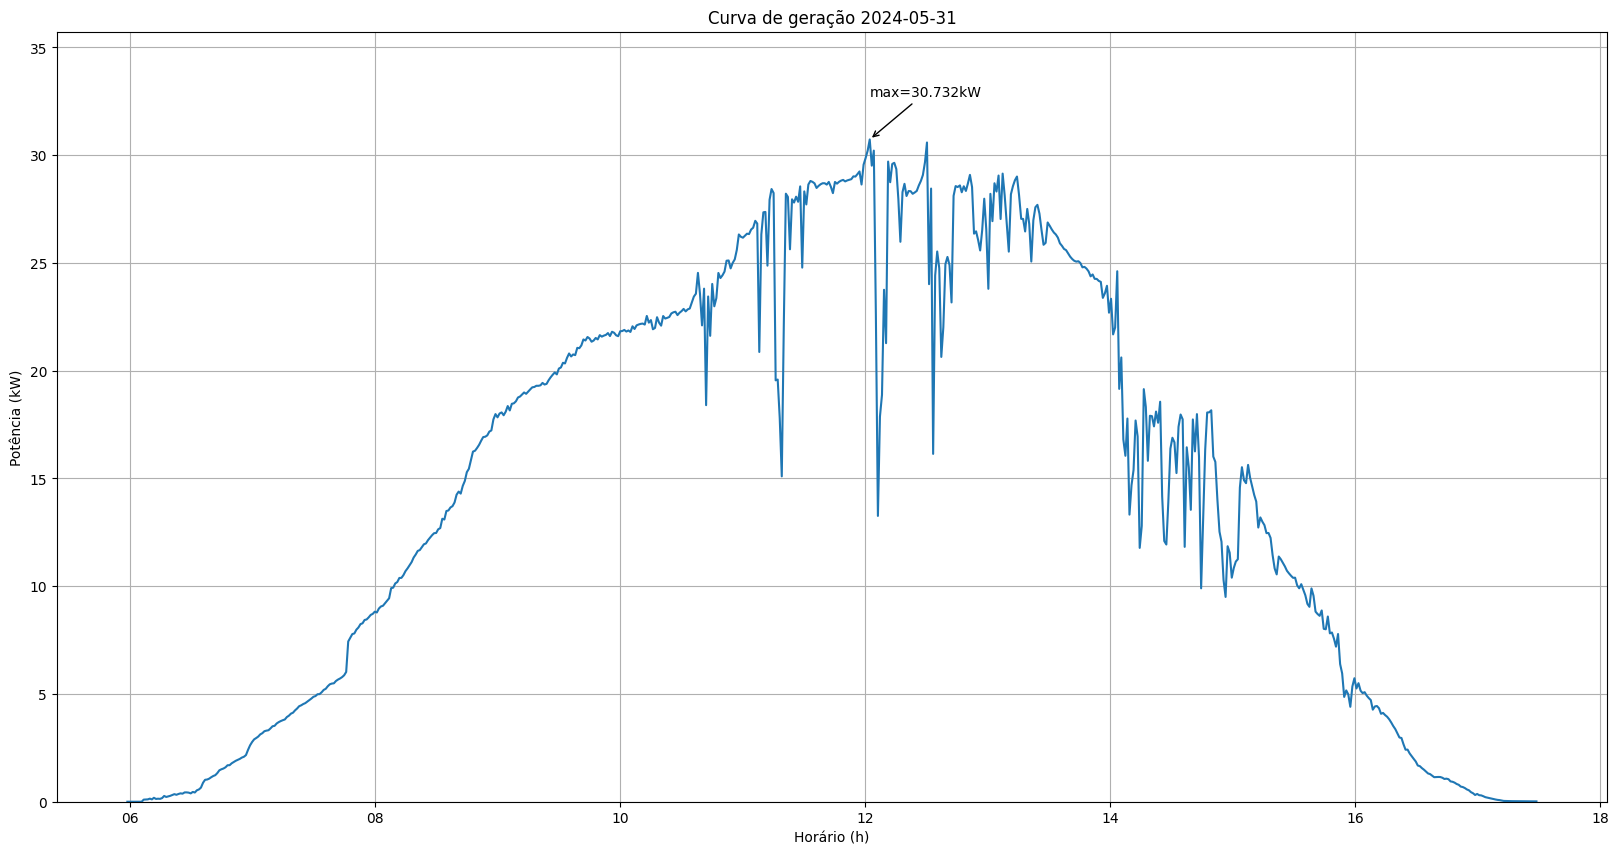 Curva de geração 2024-05-31
35
max=30.732kW
30
25
20
Potência (kW)
15
10
5
0
06 08 10 12 14 16 18
Horário (h)